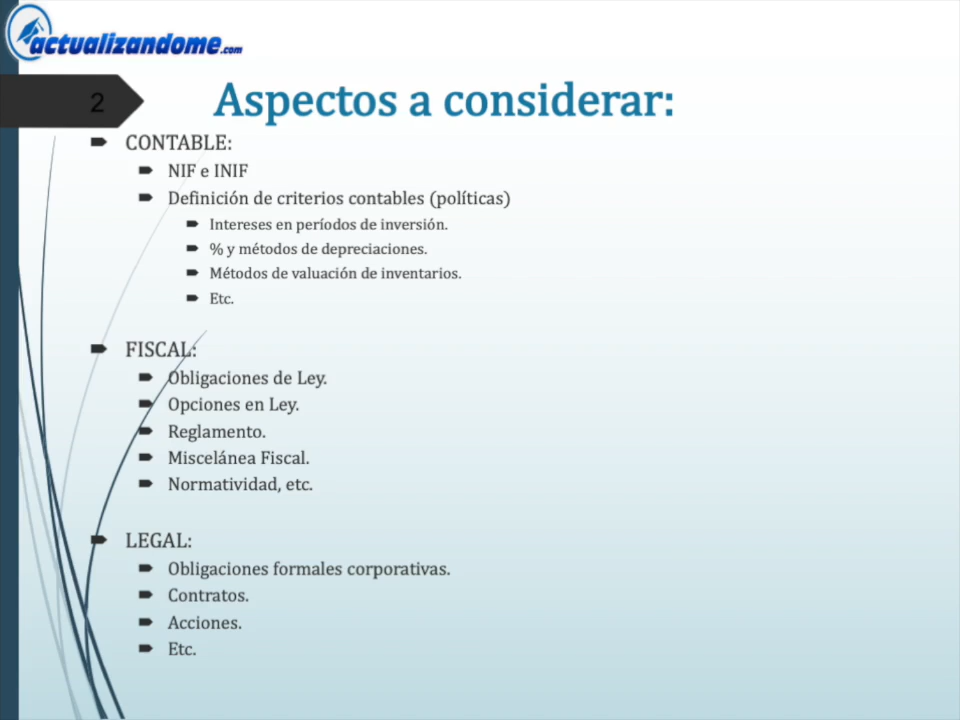 actualizandome.com
2
Aspectos a considerar:
CONTABLE:
NIF e INIF
Definición de criterios contables (políticas)
Intereses en períodos de inversión.
% y métodos de depreciaciones.
Métodos de valuación de inventarios.
Etc.
FISCAL:
Obligaciones de Ley.
Opciones en Ley.
Reglamento.
Miscelánea Fiscal.
Normatividad, etc.
LEGAL:
Obligaciones formales corporativas.
Contratos.
Acciones.
Etc.